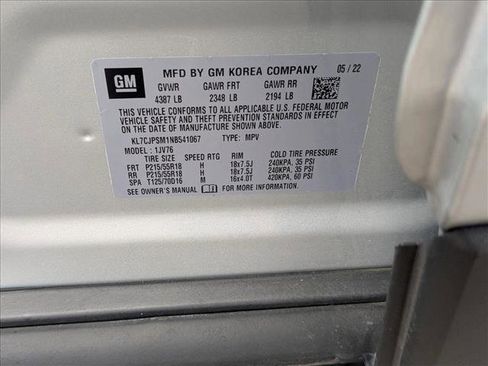 GM
MFD BY GM KOREA COMPANY 05 / 22
GVWR GAWR FRT GAWR RR
4387 LB 2348 LB 2194 LB
THIS VEHICLE CONFORMS TO ALL APPLICABLE U.S. FEDERAL MOTOR
VEHICLE SAFETY AND THEFT PREVENTION STANDARDS IN EFFECT ON
THE DATE OF MANUFACTURE SHOWN ABOVE.
KL7CJPSM1NB541067 TYPE: MPV
MODEL : 1JV76
TIRE SIZE SPEED RTG RIM COLD TIRE PRESSURE
FRT P215/55R18 H 18x7.5J 240KPA, 35 PSI
RR P215/55R18 H 18x7.5J 240KPA, 35 PSI
SPA T125/70D16 M 16x4.0T 420KPA, 60 PSI
SEE OWNER'S MANUAL FOR MORE INFORMATION.